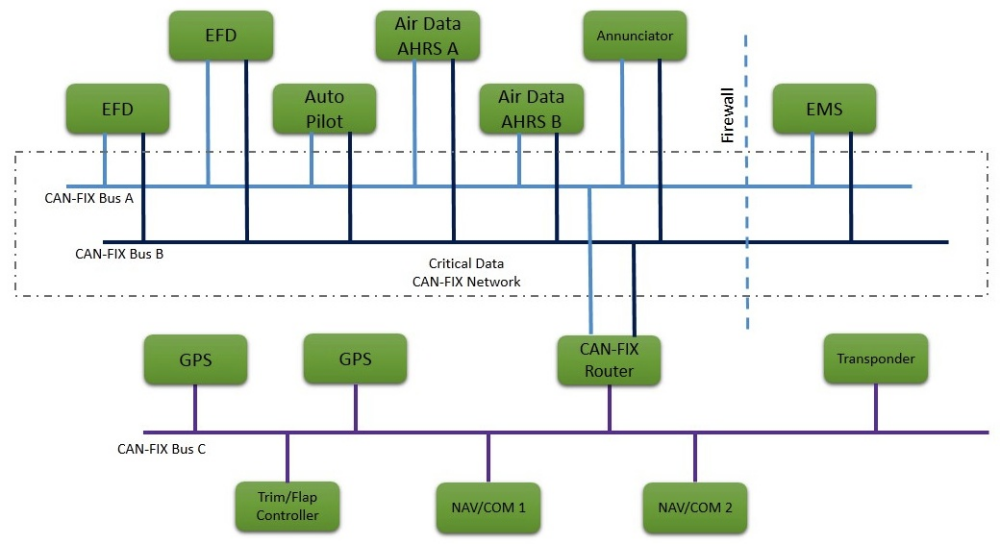 EFD
Air Data
AHRS A
Annunciator
EFD
Auto
Pilot
Air Data
AHRS B
Firewall
EMS
CAN-FIX Bus A
CAN-FIX Bus B
Critical Data
CAN-FIX Network
GPS
GPS
CAN-FIX
Router
Transponder
CAN-FIX Bus C
Trim/Flap
Controller
NAV/COM 1
NAV/COM 2